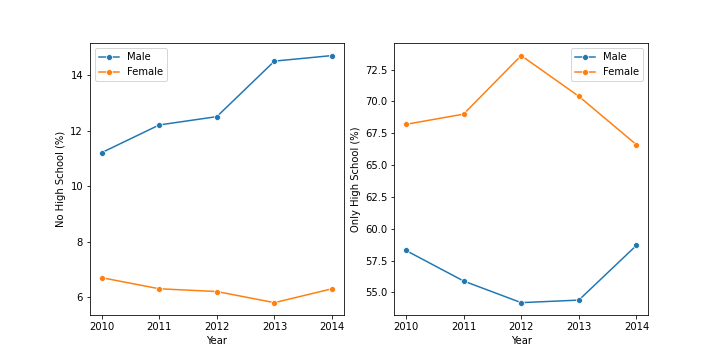 No High School (%)
14
12
10
8
6
Male
Female
2010 2011 2012 2013 2014
Year
Only High School (%)
72.5
70.0
67.5
65.0
62.5
60.0
57.5
55.0
Male
Female
2010 2011 2012 2013 2014
Year